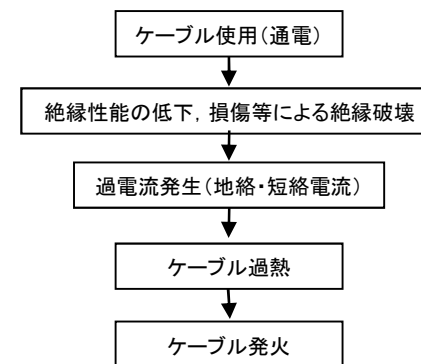 ケーブル使用(通電)
絶縁性能の低下,損傷等による絶縁破壊
過電流発生(地絡・短絡電流)
ケーブル過熱
ケーブル発火